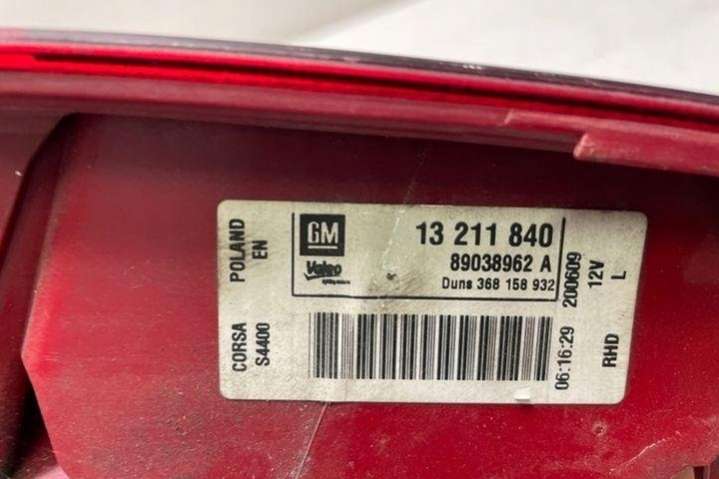 POLAND
EN
CORSA
S4400
GM
Valeo
13 211 840
89038962 A
Duns 368 158 932
200609
06:16:29
12V
L
RHD